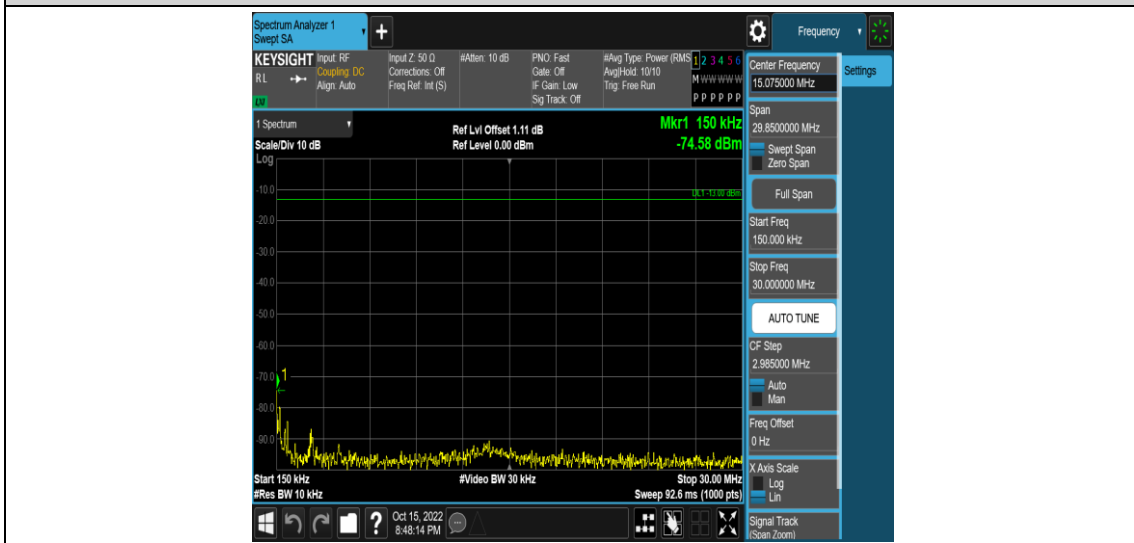 Spectrum Analyzer 1
Swept SA
+
Frequency
KEYSIGHT
RL
LXI
Input: RF
Coupling: DC
Align: Auto
Input Z: 50 Ω
Corrections: Off
Freq Ref: Int (S)
#Atten: 10 dB
PNO: Fast
Gate: Off
IF Gain: Low
Sig Track: Off
#Avg Type: Power (RMS
Avg|Hold: 10/10
Trig: Free Run
1 2 3 4 5 6
M W W W W W
P P P P P P
1 Spectrum
Scale/Div 10 dB
Log
Ref Lvl Offset 1.11 dB
Ref Level 0.00 dBm
Mkr1 150 kHz
-74.58 dBm
DL1 -13.00 dBm
-10.0
-20.0
-30.0
-40.0
-50.0
-60.0
-70.0
1
-80.0
-90.0
Start 150 kHz
#Res BW 10 kHz
#Video BW 30 kHz
Stop 30.00 MHz
Sweep 92.6 ms (1000 pts)
Center Frequency
15.075000 MHz
Settings
Span
29.8500000 MHz
Swept Span
Zero Span
Full Span
Start Freq
150.000 kHz
Stop Freq
30.000000 MHz
AUTO TUNE
CF Step
2.985000 MHz
Auto
Man
Freq Offset
0 Hz
X Axis Scale
Log
Lin
Signal Track
(Span Zoom)
?
Oct 15, 2022
8:48:14 PM